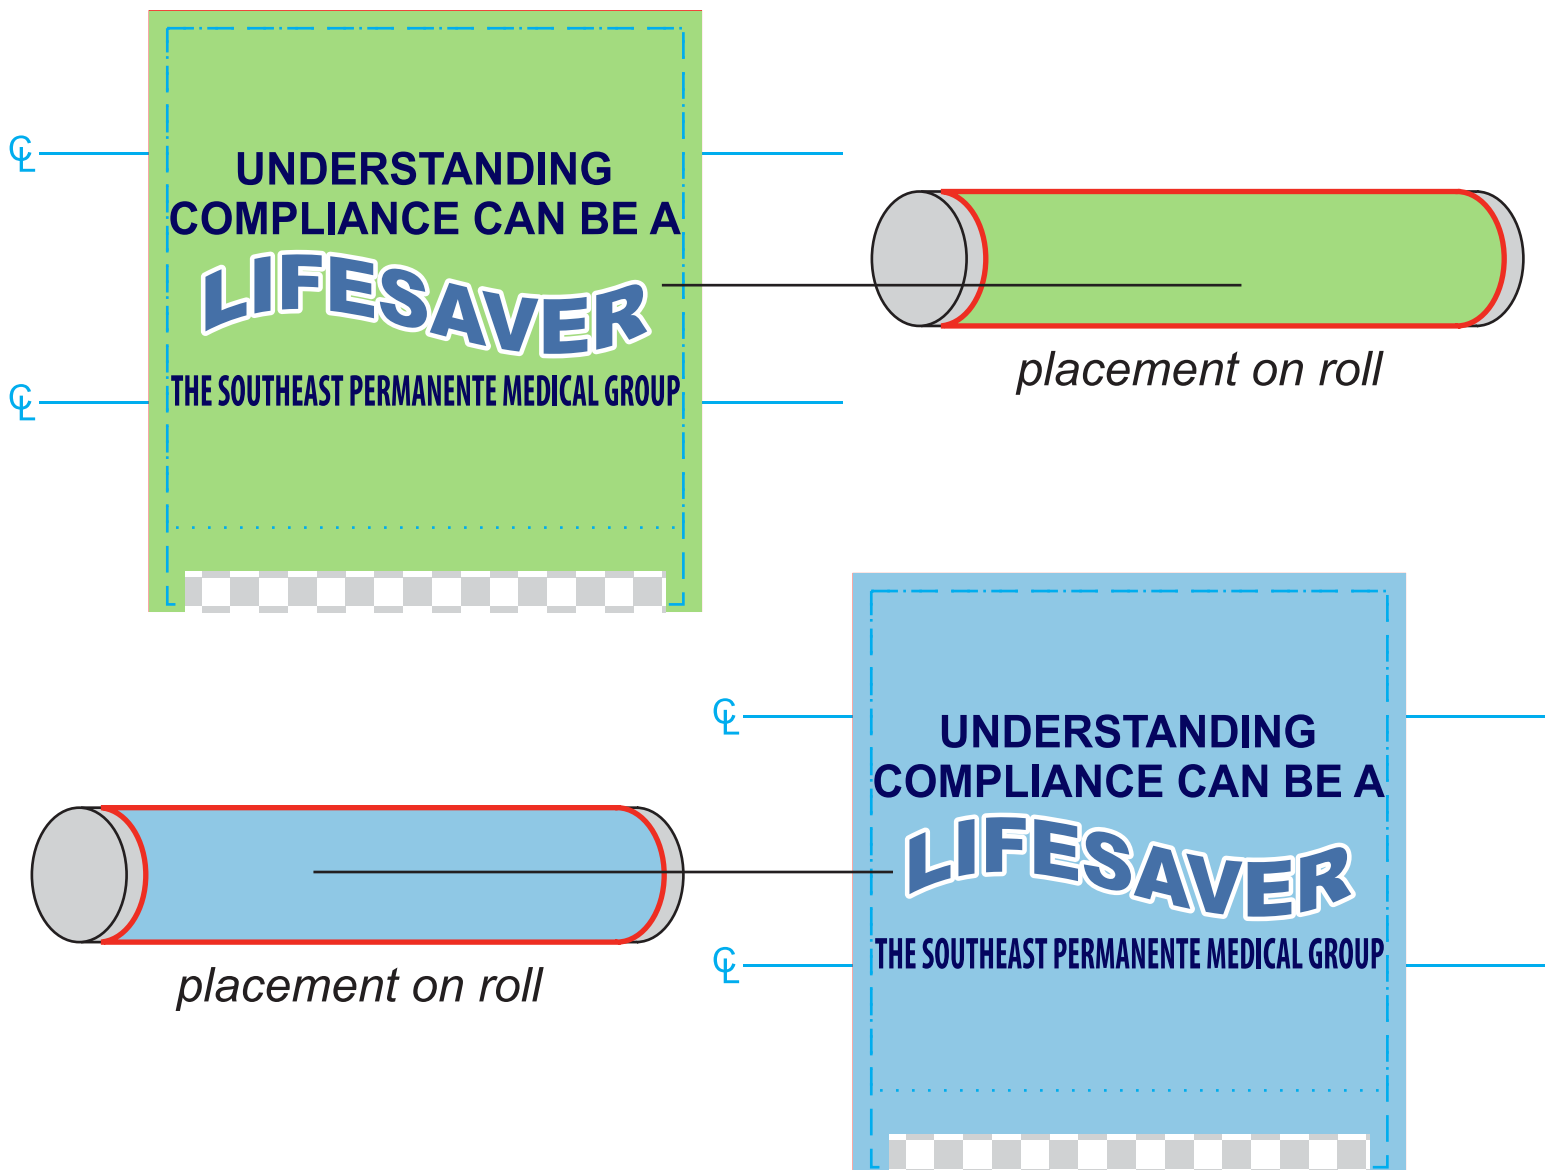 ℄
UNDERSTANDING
COMPLIANCE CAN BE A
LIFESAVER
℄
THE SOUTHEAST PERMANENTE MEDICAL GROUP
placement on roll
℄
UNDERSTANDING
COMPLIANCE CAN BE A
LIFESAVER
℄
THE SOUTHEAST PERMANENTE MEDICAL GROUP
placement on roll